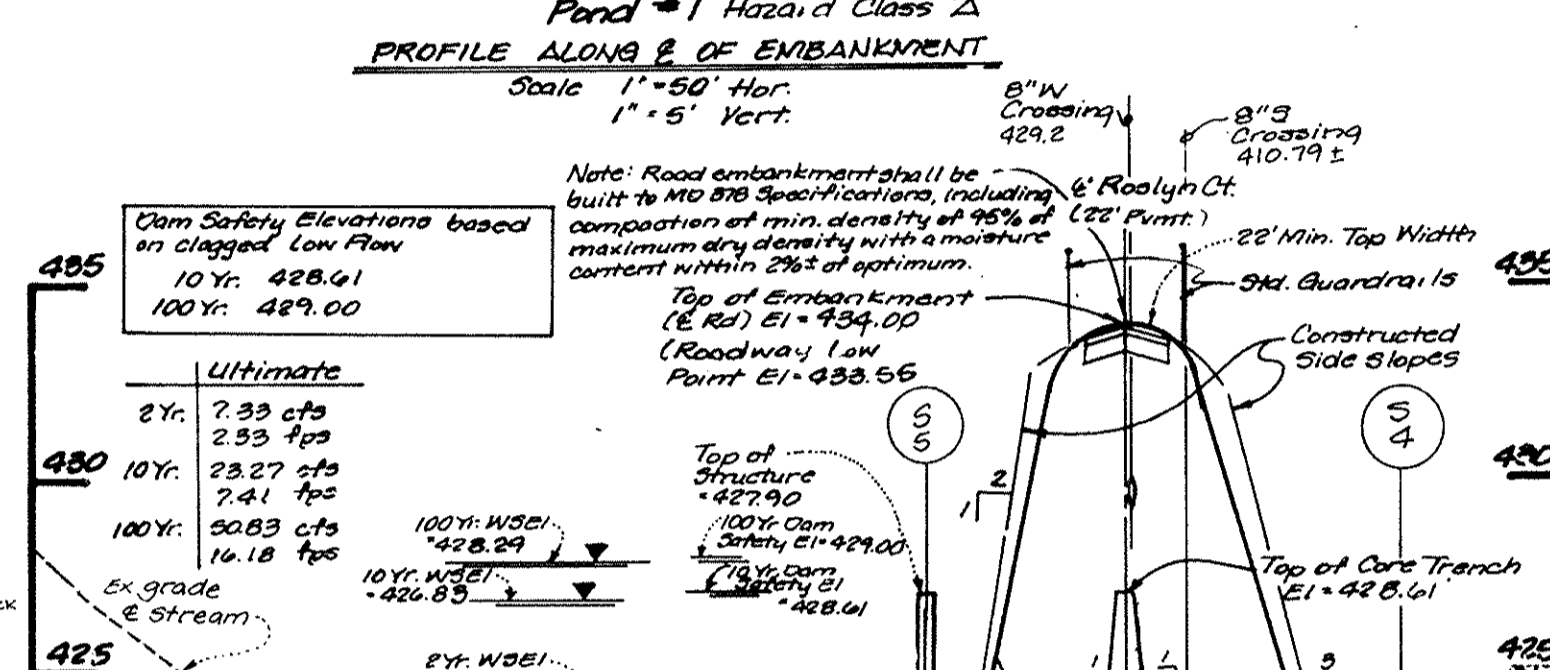 Pond #1 Hazard Class A
PROFILE ALONG ℄ OF EMBANKMENT
Scale 1"=50' Hor.
1"=5' Vert.
8"W
Crossing
429.2
8"S
Crossing
410.79 ±
Note: Road embankment shall be
built to MD 378 Specifications, including
compaction of min. density of 95% of
maximum dry density with a moisture
content within 2%± of optimum.
℄ Roslyn Ct.
(22' Pvmt.)
22' Min. Top Width
Std. Guardrails
Dam Safety Elevations based
on clogged Low Flow
10 Yr. 428.61
100 Yr. 429.00
435
435
Top of Embankment
(℄ Rd) El = 434.00
(Roadway low
Point El = 433.56
Constructed
Side Slopes
Ultimate
2 Yr. 7.33 cfs
2.33 fps
10 Yr. 23.27 cfs
7.41 fps
100 Yr. 50.83 cfs
16.18 fps
S
5
S
4
430
430
Top of
Structure
=427.90
2
1
100 Yr. WSEl
=428.29
100 Yr Dam
Safety El=429.00
10 Yr. WSEl
=426.83
10 Yr. Dam
Safety El
=428.61
Top of Core Trench
El = 428.61
Ex grade
℄ Stream
425
425
2 Yr. WSEl
1
1
3